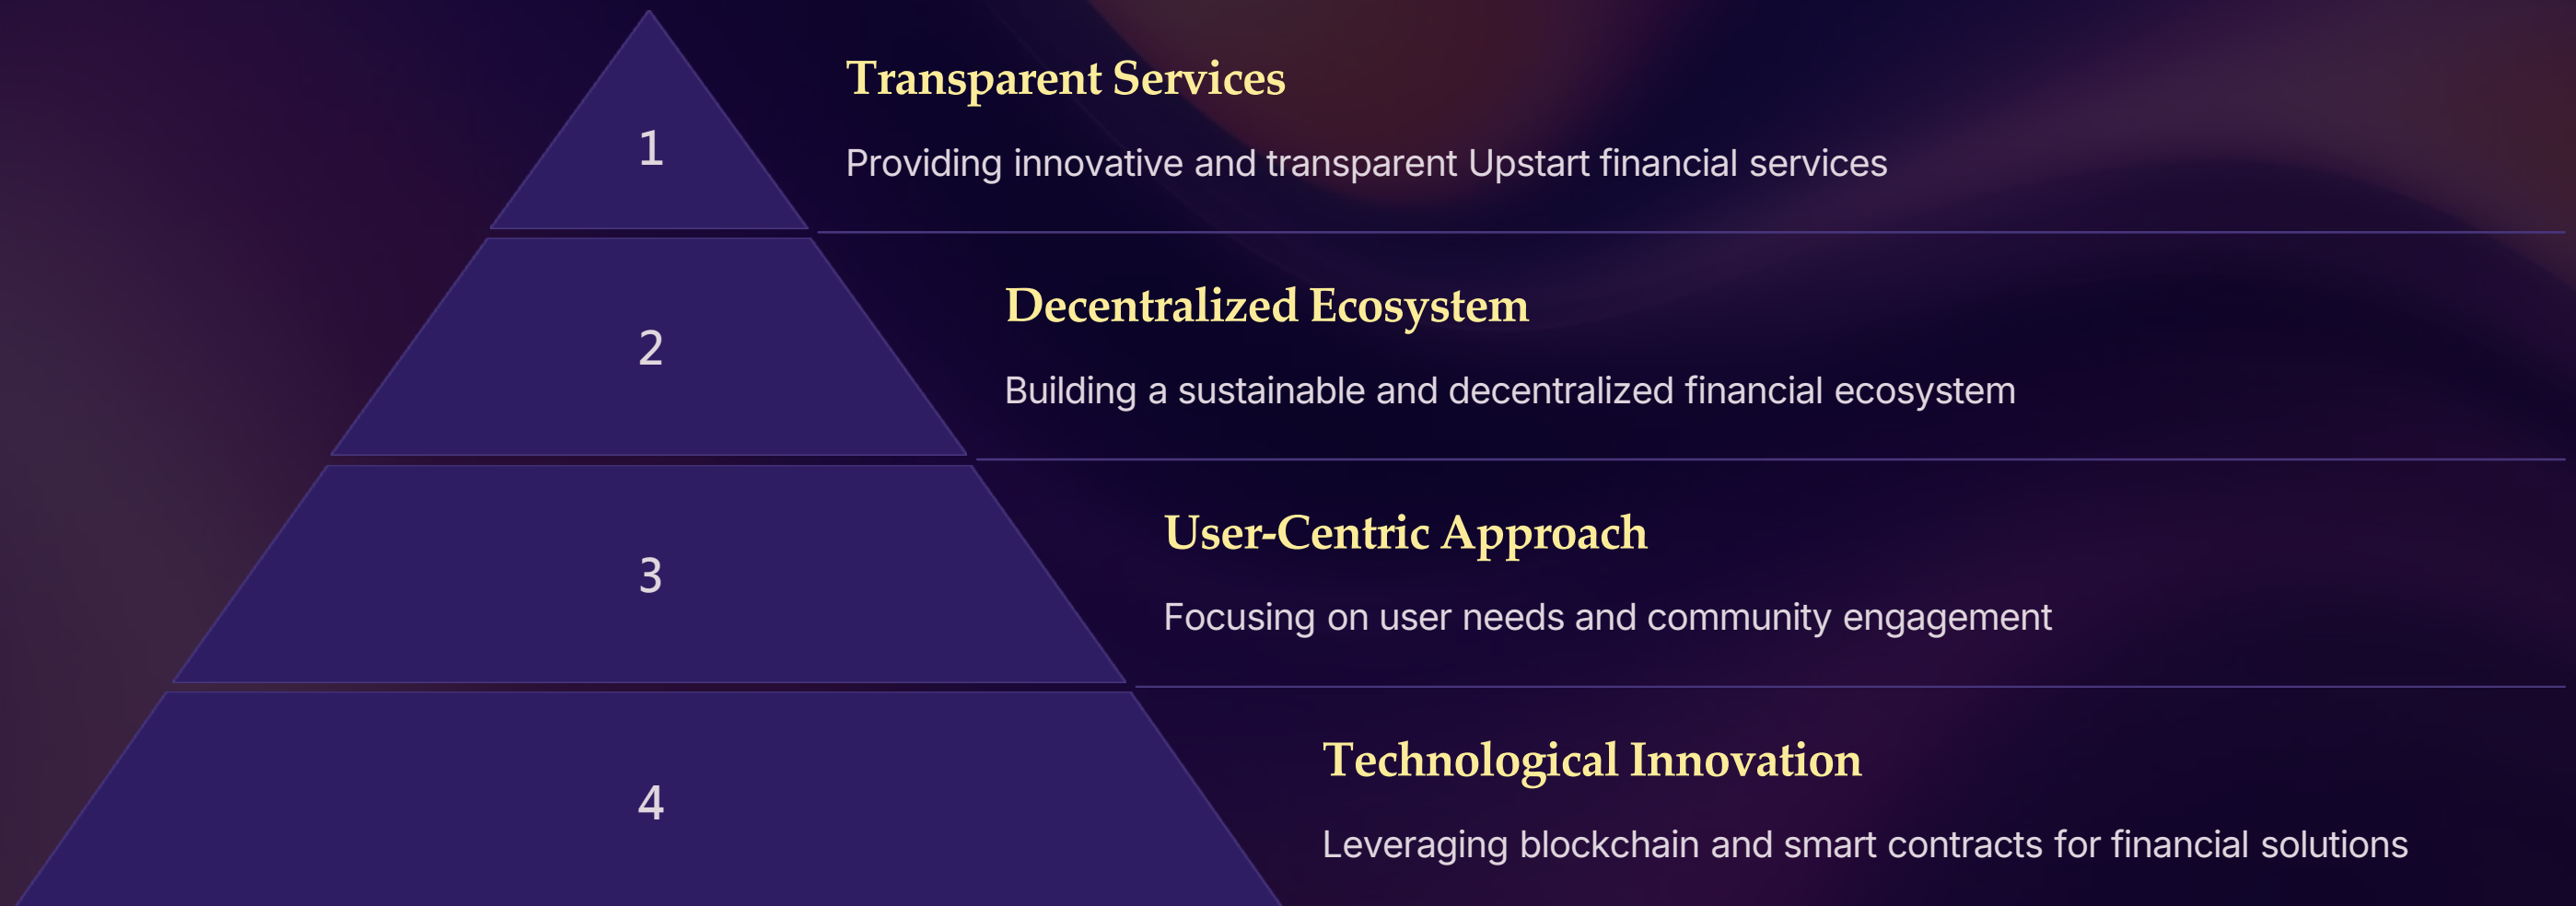 1
Transparent Services
Providing innovative and transparent Upstart financial services
2
Decentralized Ecosystem
Building a sustainable and decentralized financial ecosystem
3
User-Centric Approach
Focusing on user needs and community engagement
4
Technological Innovation
Leveraging blockchain and smart contracts for financial solutions